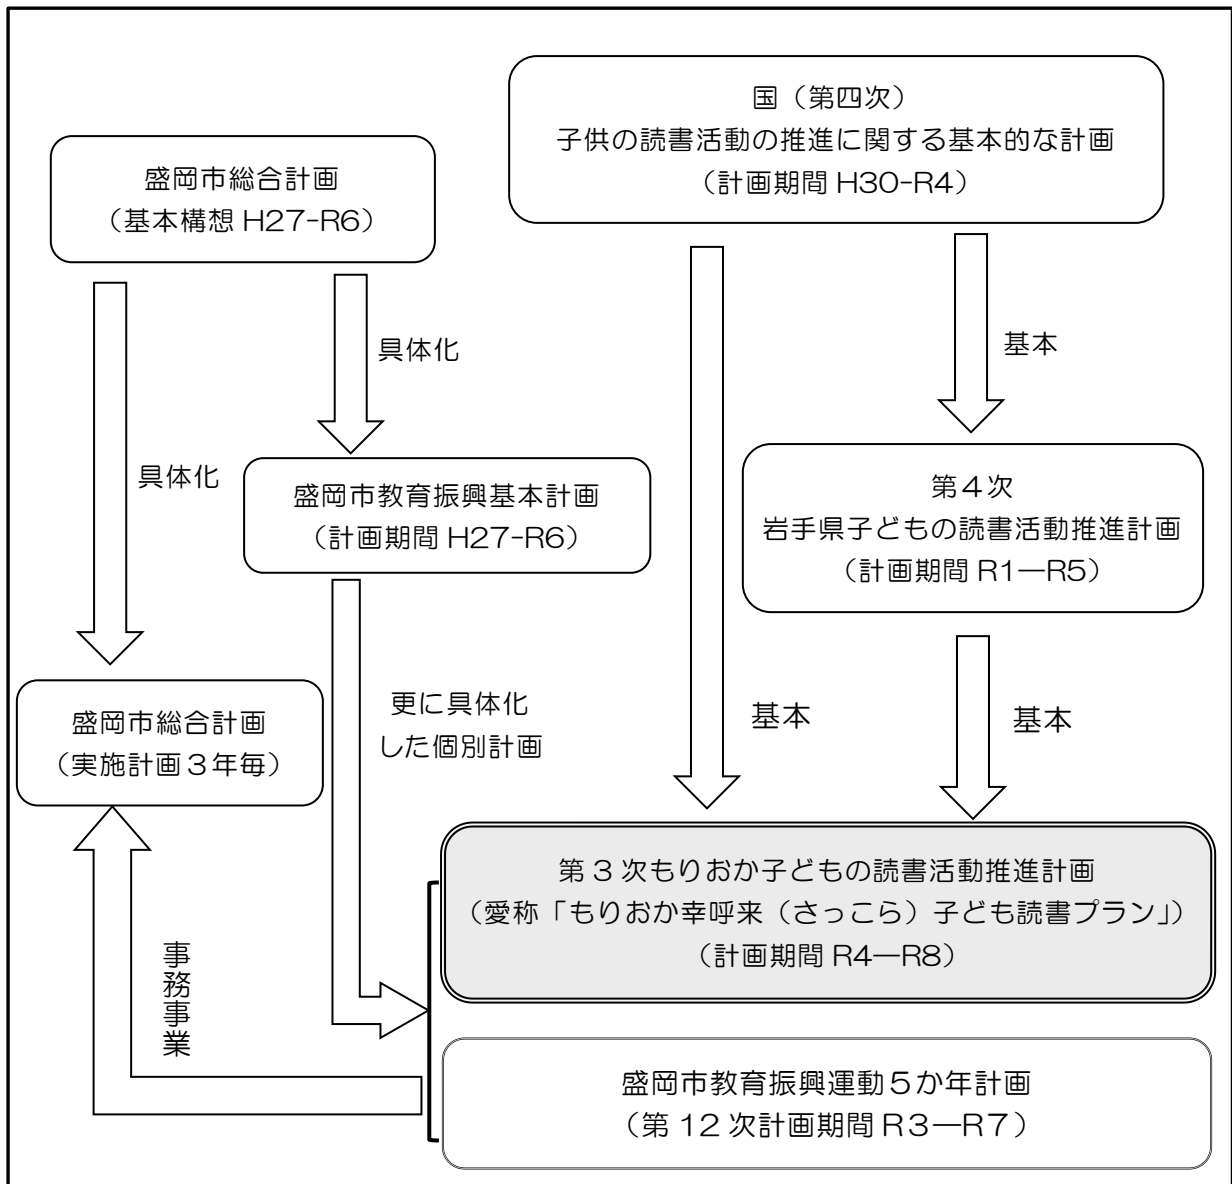 国（第四次）
子供の読書活動の推進に関する基本的な計画
（計画期間 H30-R4）
盛岡市総合計画
（基本構想 H27-R6）
具体化
基本
具体化
盛岡市教育振興基本計画
（計画期間 H27-R6）
第４次
岩手県子どもの読書活動推進計画
（計画期間 R1―R5）
盛岡市総合計画
（実施計画３年毎）
更に具体化
した個別計画
基本
基本
第 3 次もりおか子どもの読書活動推進計画
（愛称「もりおか幸呼来（さっこら）子ども読書プラン」）
（計画期間 R4―R8）
事務事業
盛岡市教育振興運動５か年計画
（第 12 次計画期間 R３―R７）